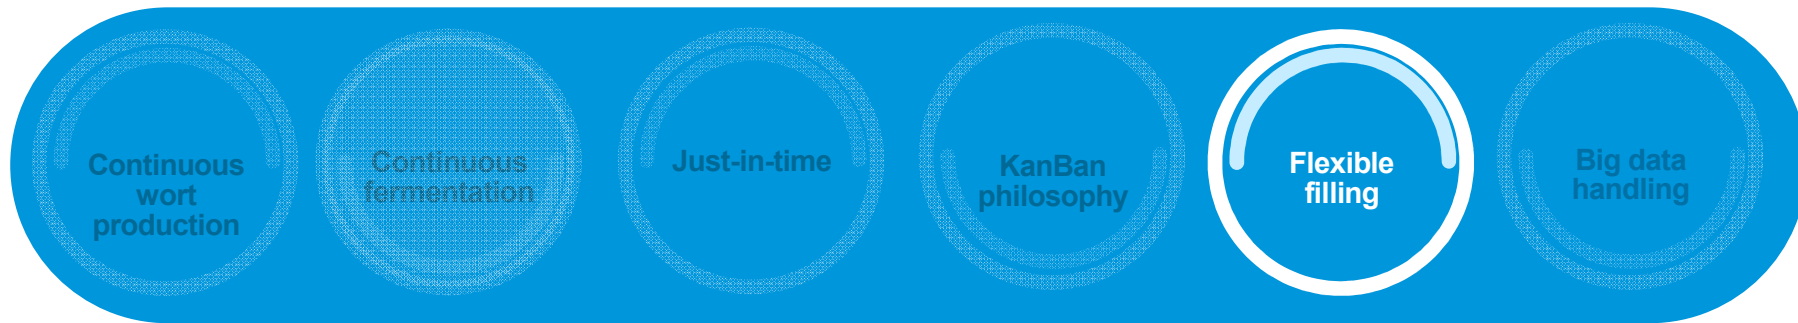 Continuous
wort
production
Continuous
fermentation
Just-in-time
KanBan
philosophy
Flexible
filling
Big data
handling